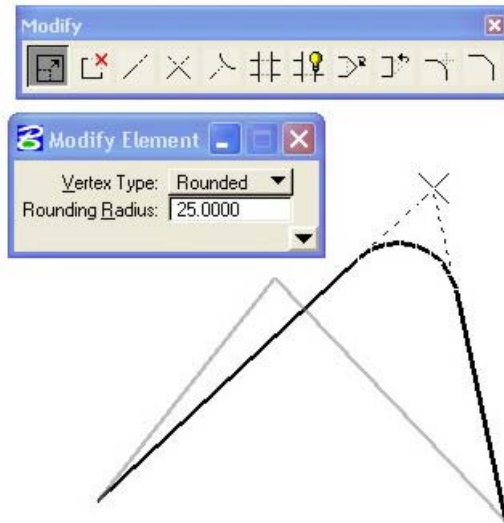 Modify
Modify Element
Vertex Type: Rounded
Rounding Radius: 25.0000